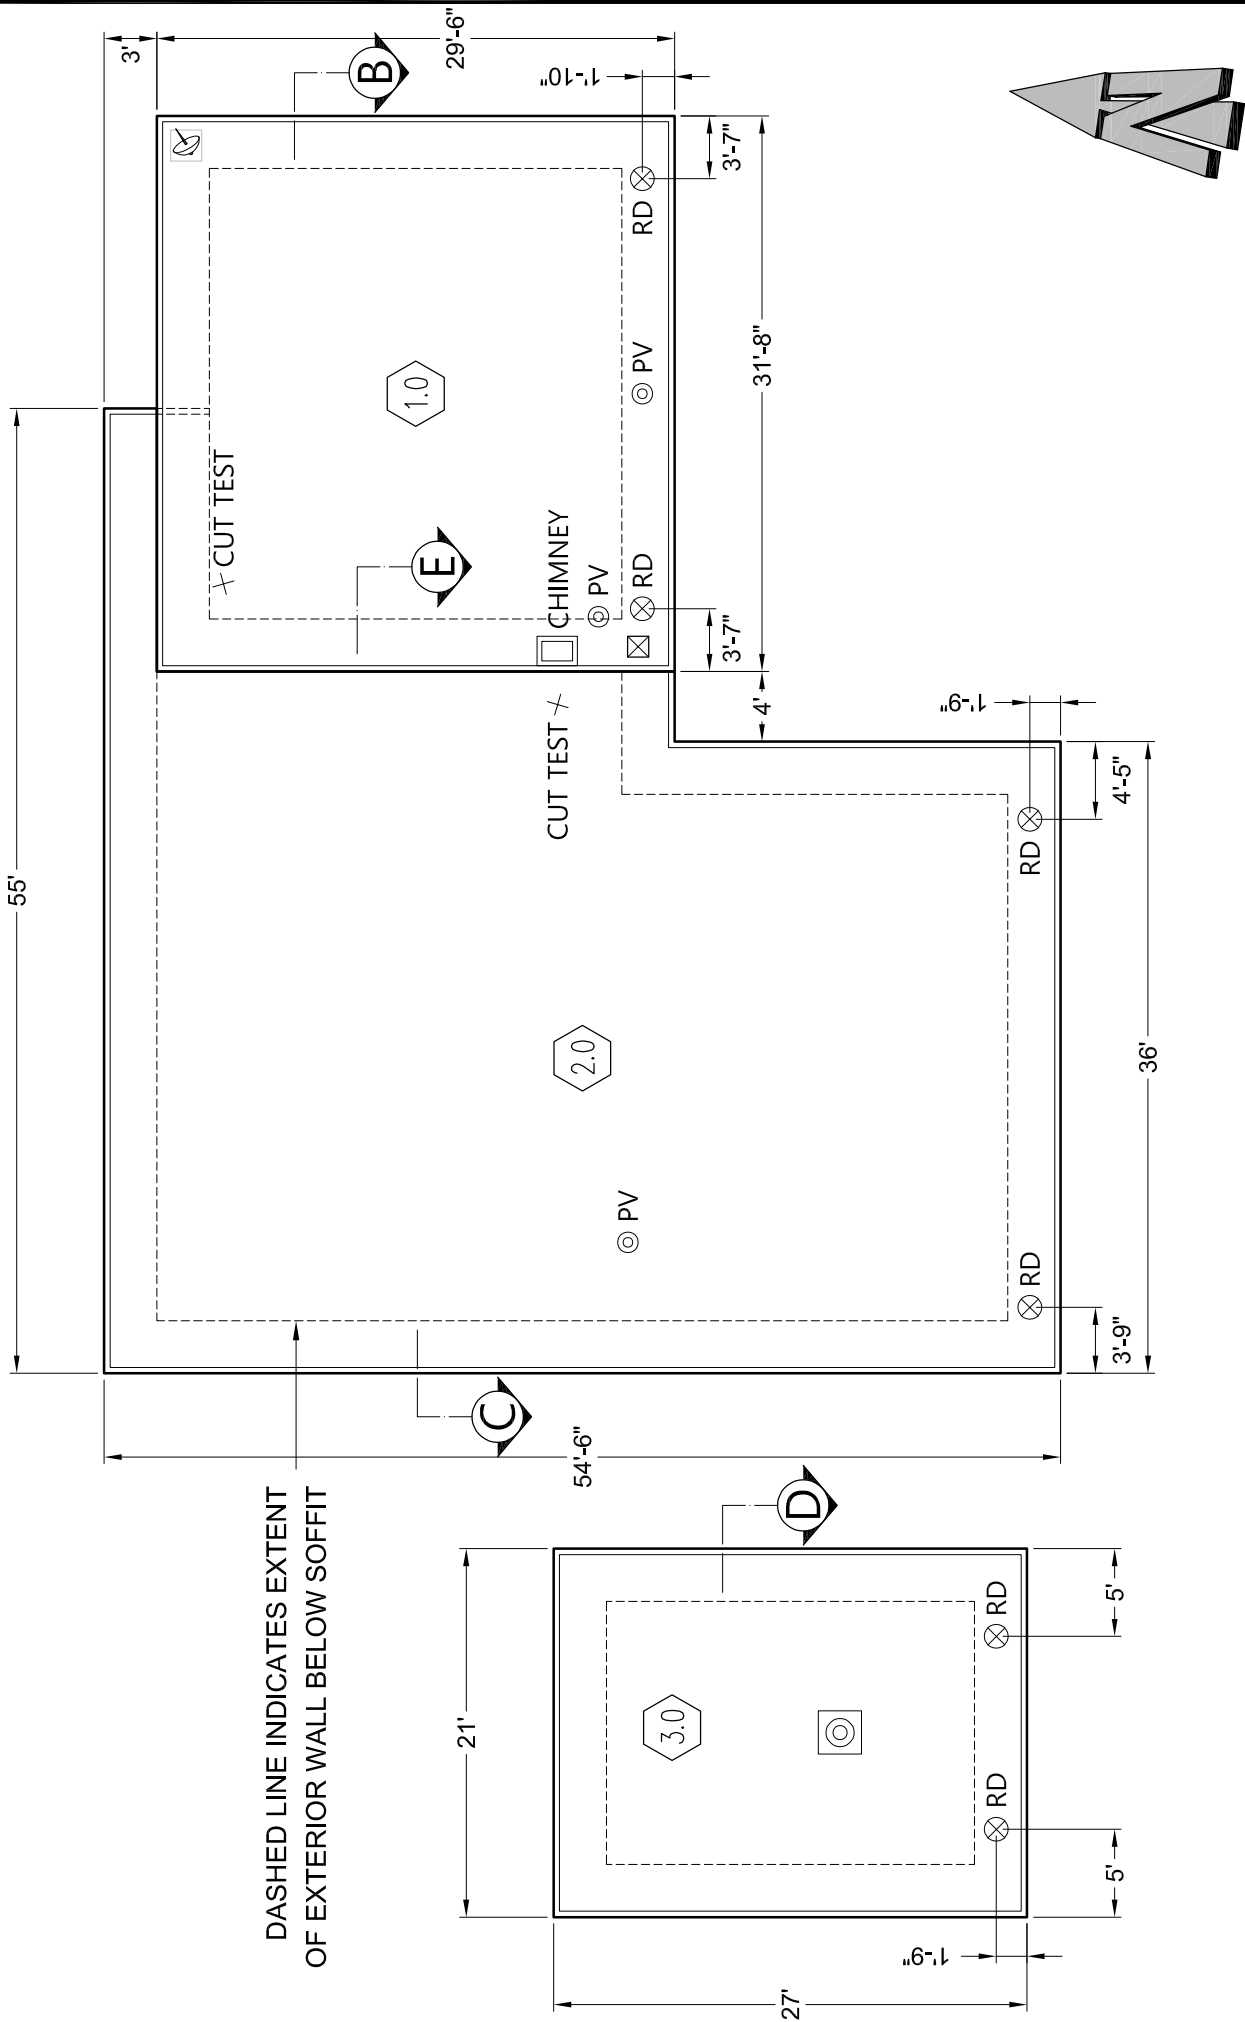 DASHED LINE INDICATES EXTENT
OF EXTERIOR WALL BELOW SOFFIT
55'
3'
29'-6"
B
1'-10"
CUT TEST
1.0
E
CHIMNEY
PV
RD
PV
RD
3'-7"
3'-7"
31'-8"
4'
CUT TEST
2.0
PV
RD
RD
1'-9"
4'-5"
3'-9"
36'
C
54'-6"
21'
D
3.0
RD
RD
5'
5'
1'-9"
27'
N